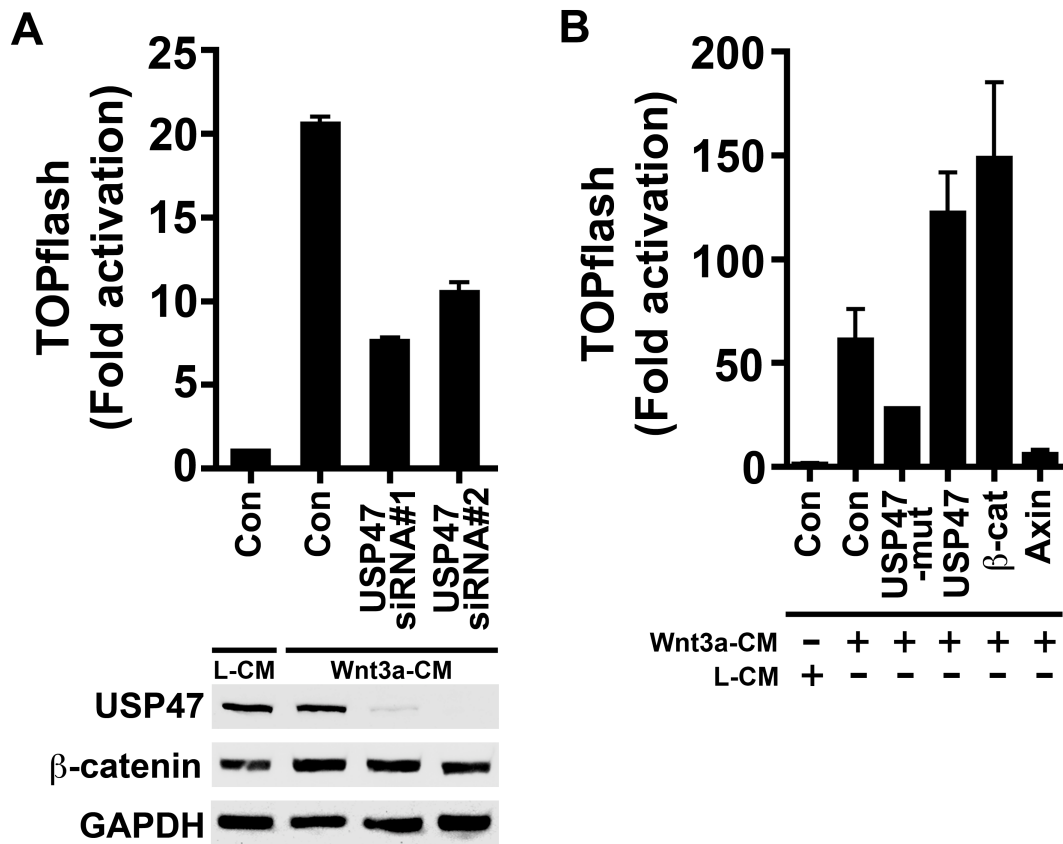 A
TOPflash
(Fold activation)
25
20
15
10
5
0
Con
Con
USP47
siRNA#1
USP47
siRNA#2
L-CM
Wnt3a-CM
USP47
β-catenin
GAPDH
B
TOPflash
(Fold activation)
200
150
100
50
0
Con
Con
USP47
-mut
USP47
β-cat
Axin
Wnt3a-CM - + + + + +
L-CM + - - - - -